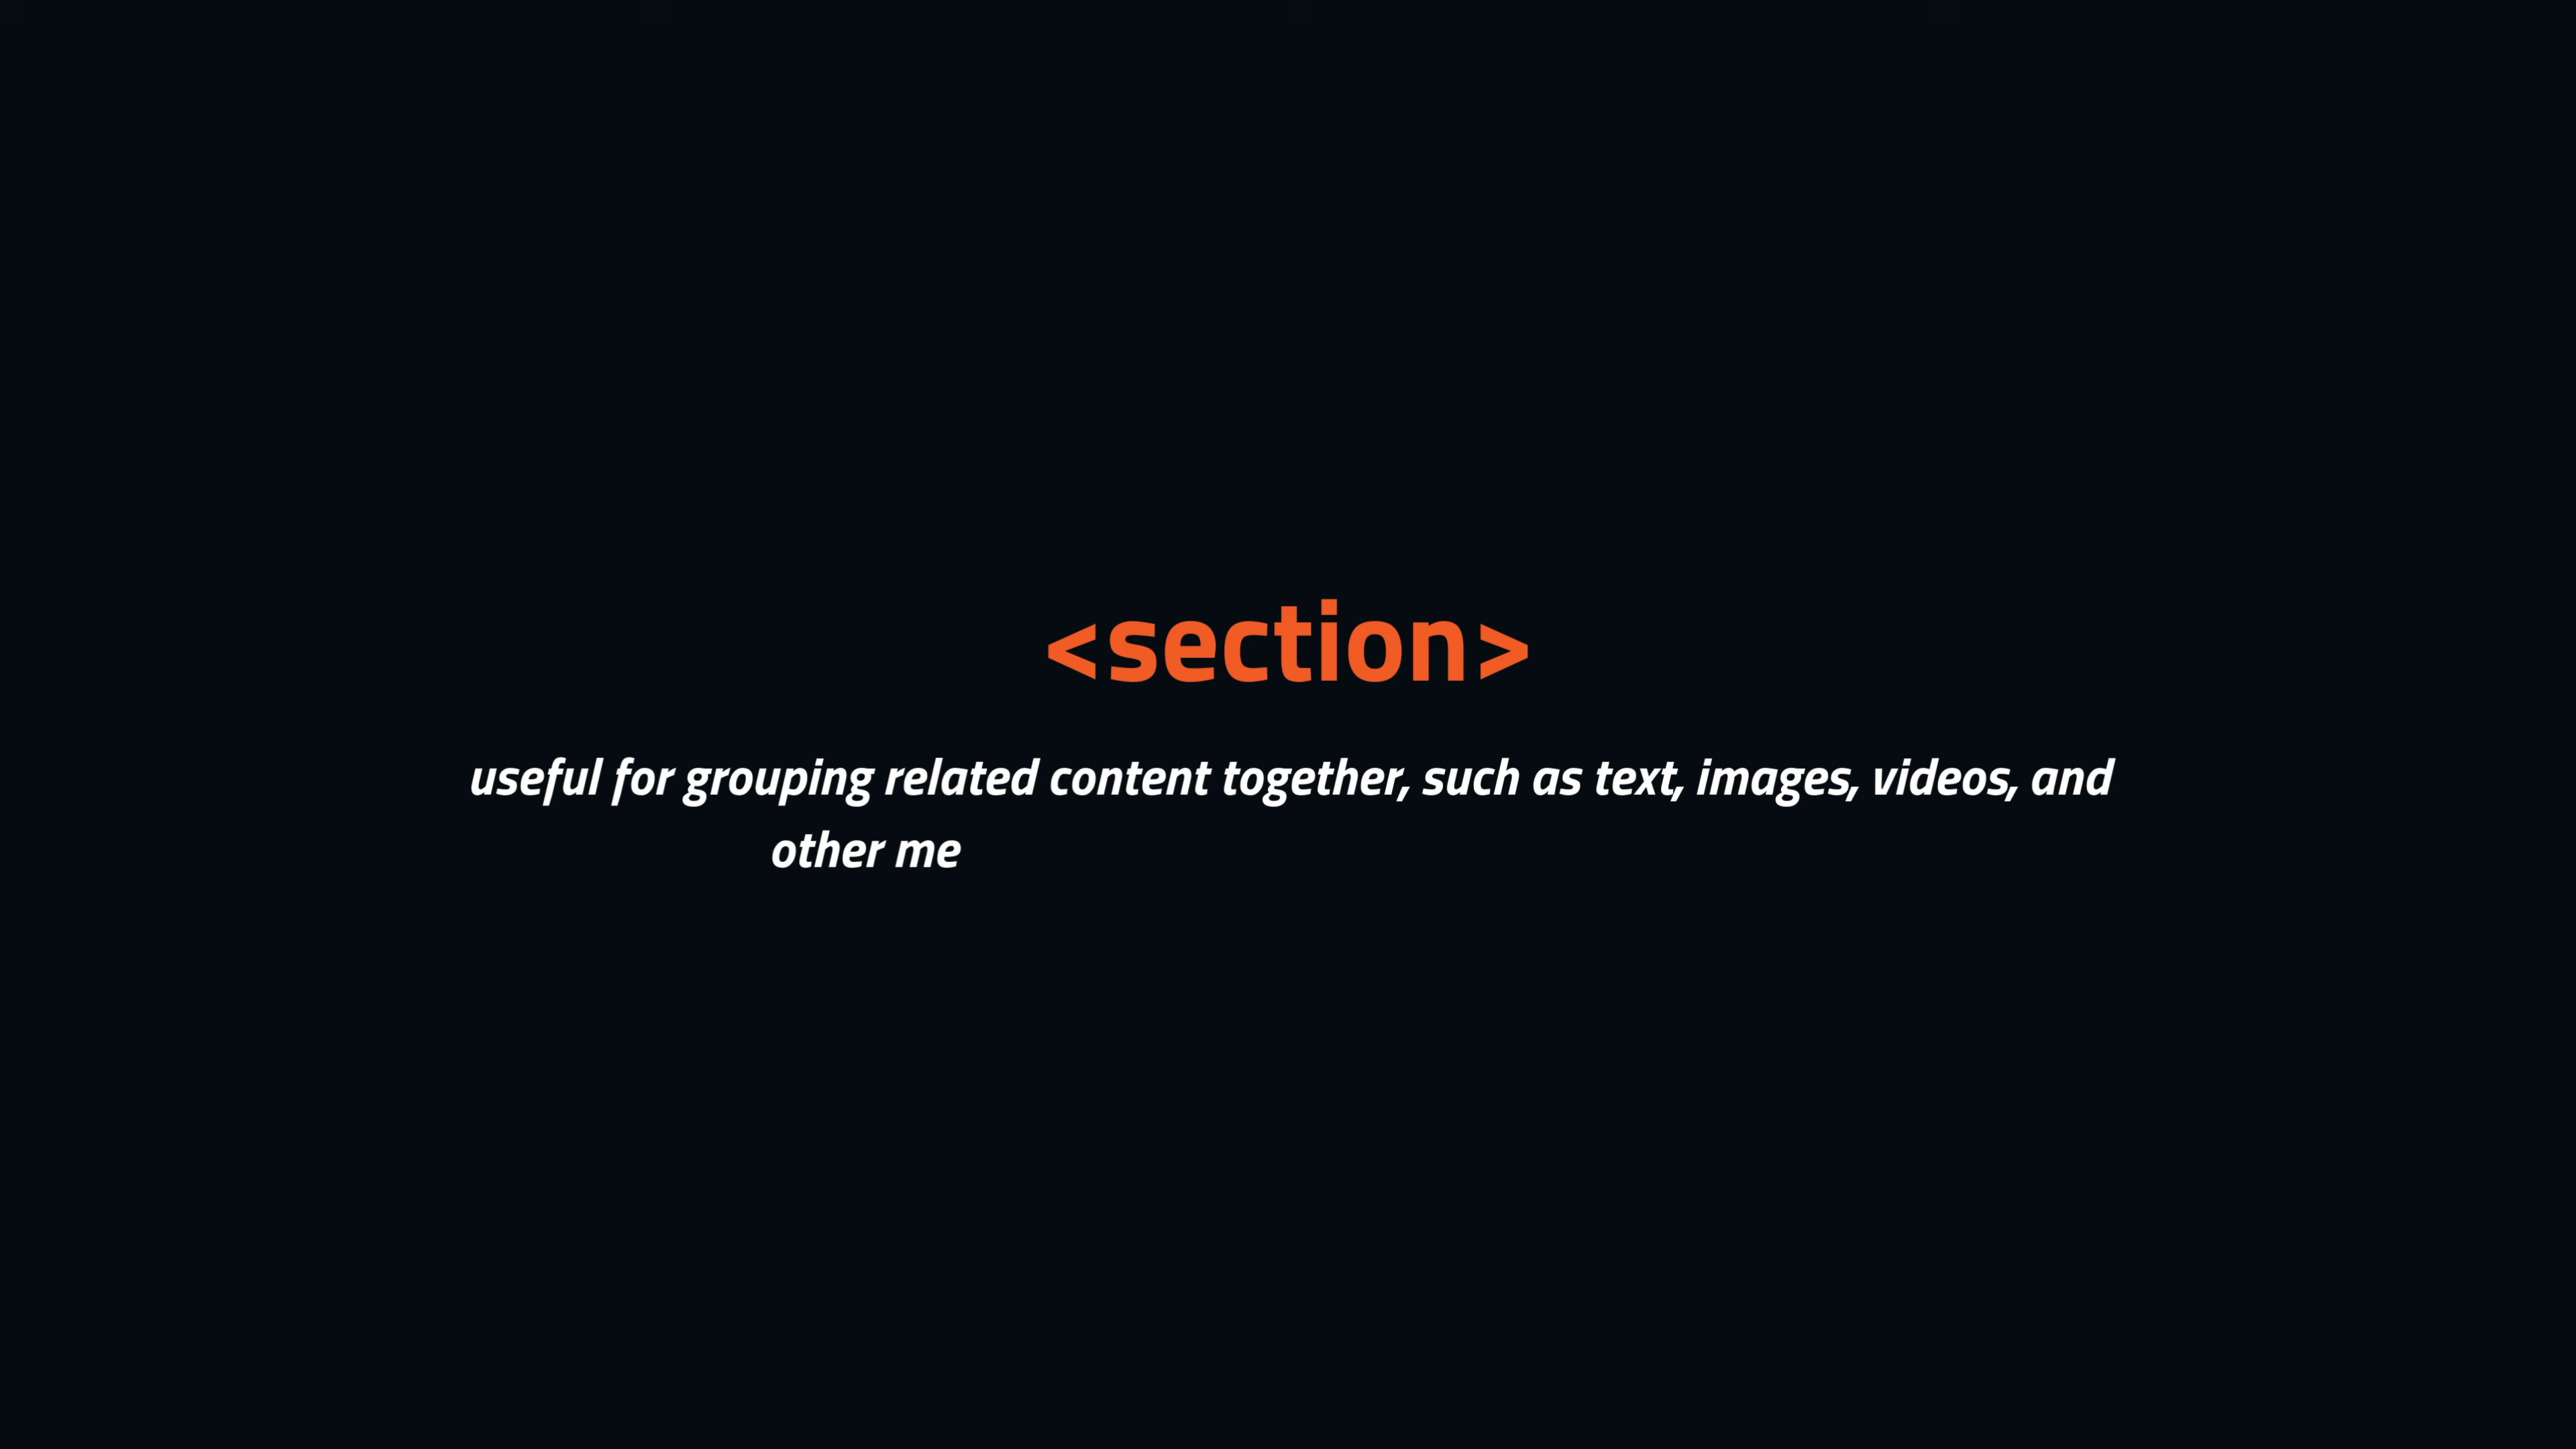 <section>
useful for grouping related content together, such as text, images, videos, and
other me